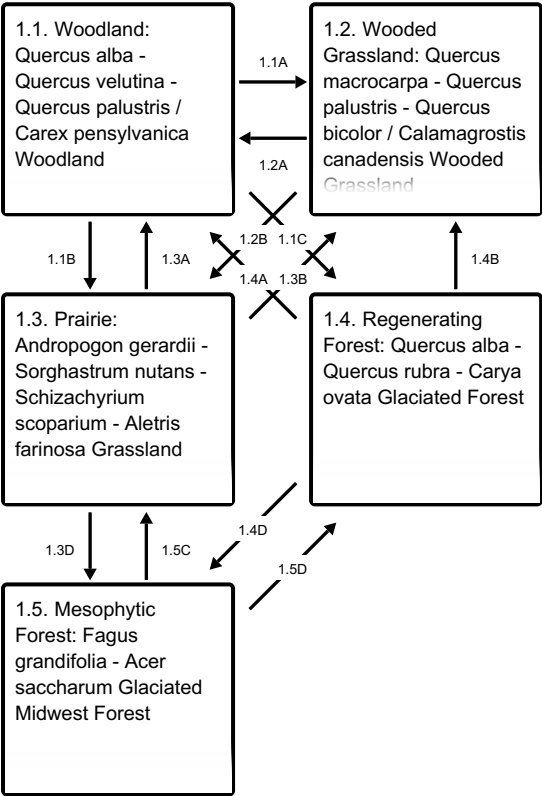 1.1. Woodland:
Quercus alba -
Quercus velutina -
Quercus palustris /
Carex pensylvanica
Woodland
1.1A
1.2A
1.2. Wooded
Grassland: Quercus
macrocarpa - Quercus
palustris - Quercus
bicolor / Calamagrostis
canadensis Wooded
Grassland
1.1B
1.3A
1.2B
1.1C
1.4A
1.3B
1.4B
1.3. Prairie:
Andropogon gerardii -
Sorghastrum nutans -
Schizachyrium
scoparium - Aletris
farinosa Grassland
1.4. Regenerating
Forest: Quercus alba -
Quercus rubra - Carya
ovata Glaciated Forest
1.3D
1.5C
1.4D
1.5D
1.5. Mesophytic
Forest: Fagus
grandifolia - Acer
saccharum Glaciated
Midwest Forest